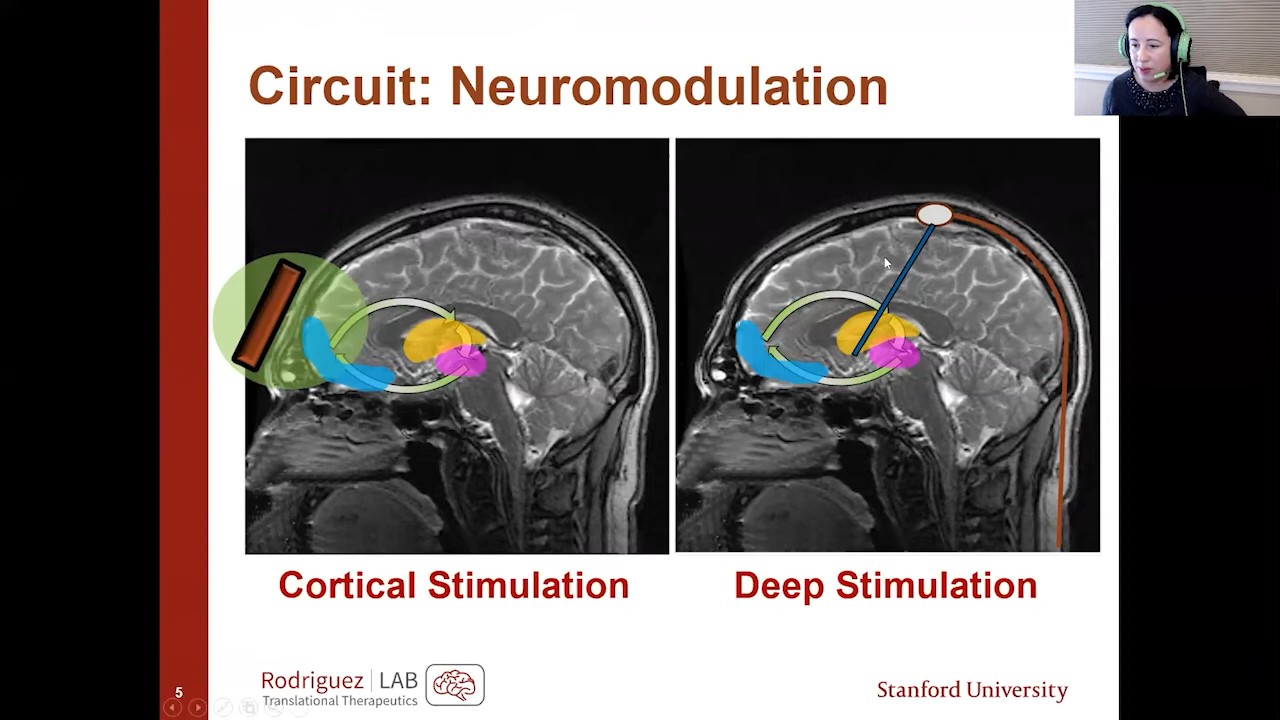 Circuit: Neuromodulation
Cortical Stimulation
Deep Stimulation
5
Rodriguez | LAB
Translational Therapeutics
Stanford University